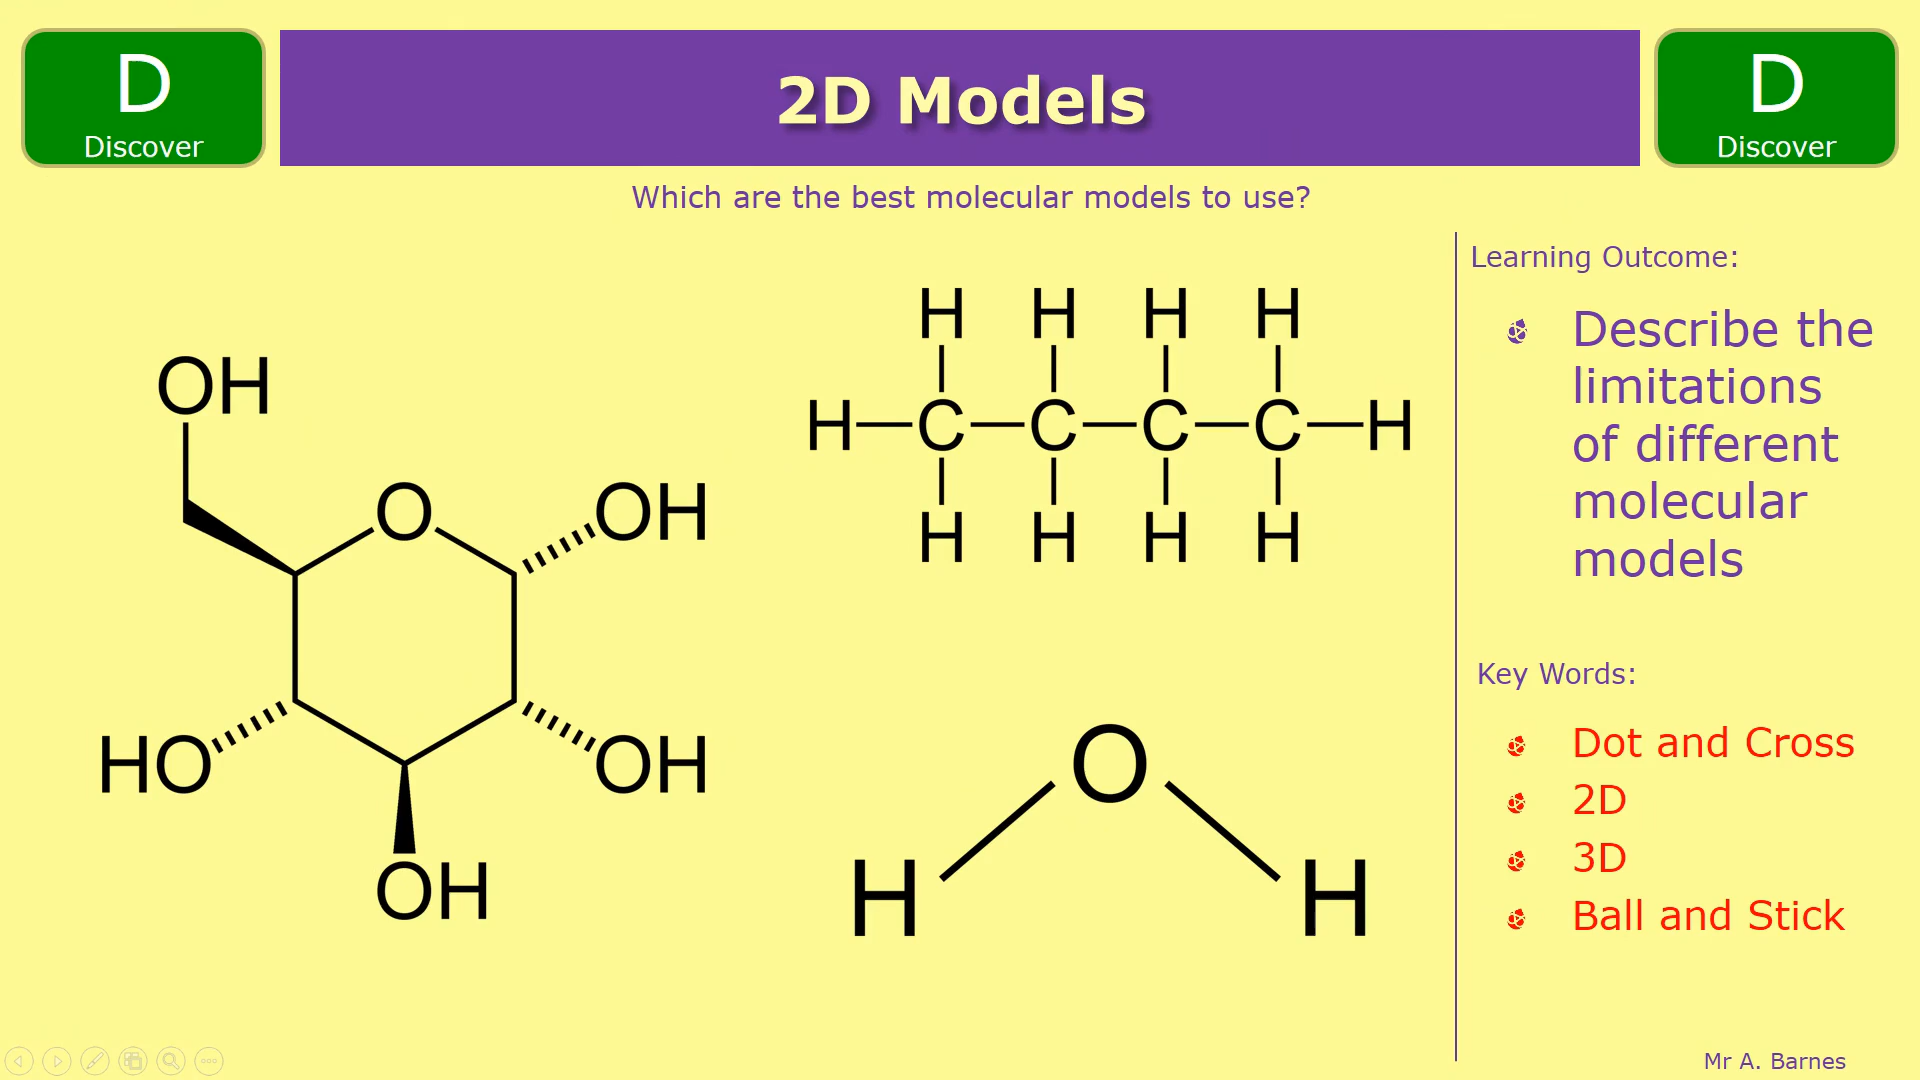 D
Discover
2D Models
D
Discover
Which are the best molecular models to use?
OH
O
OH
HO
OH
OH
H H H H
H C C C C H
H H H H
O
H H
Learning Outcome:
Describe the
limitations
of different
molecular
models
Key Words:
Dot and Cross
2D
3D
Ball and Stick
Mr A. Barnes